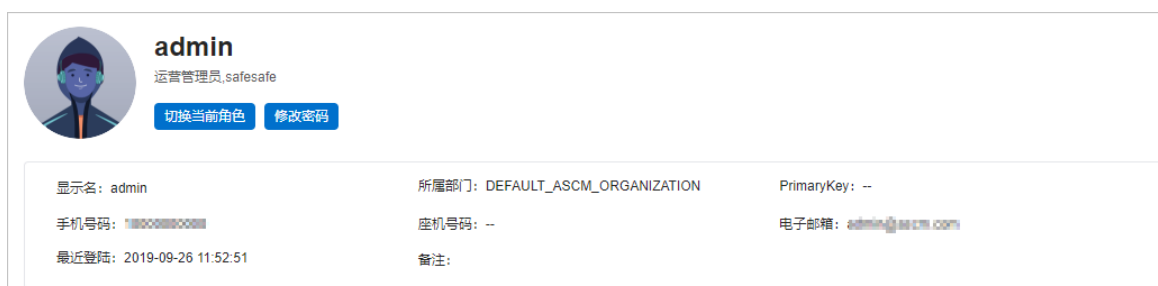 admin
运营管理员,safesafe
切换当前角色 修改密码
显示名：admin 所属部门：DEFAULT_ASCM_ORGANIZATION PrimaryKey：--
手机号码： 座机号码：-- 电子邮箱：
最近登陆：2019-09-26 11:52:51 备注：